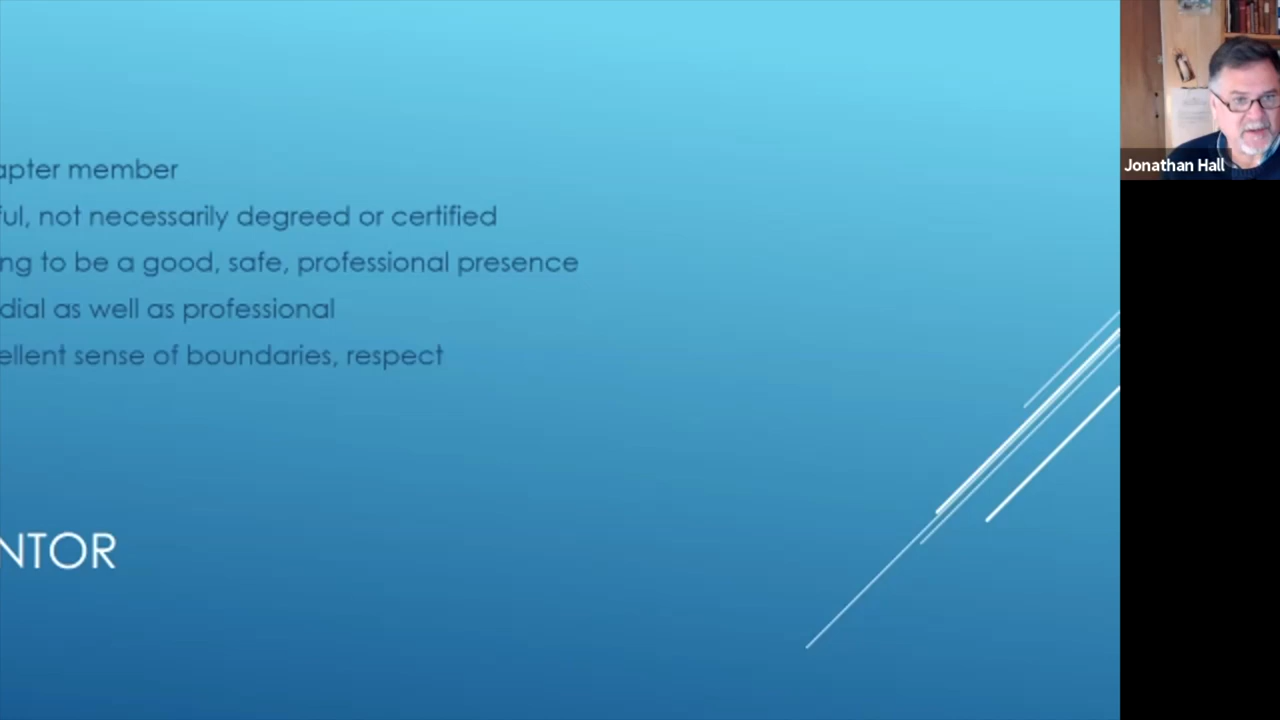 apter member
ful, not necessarily degreed or certified
ng to be a good, safe, professional presence
dial as well as professional
ellent sense of boundaries, respect
NTOR
Jonathan Hall